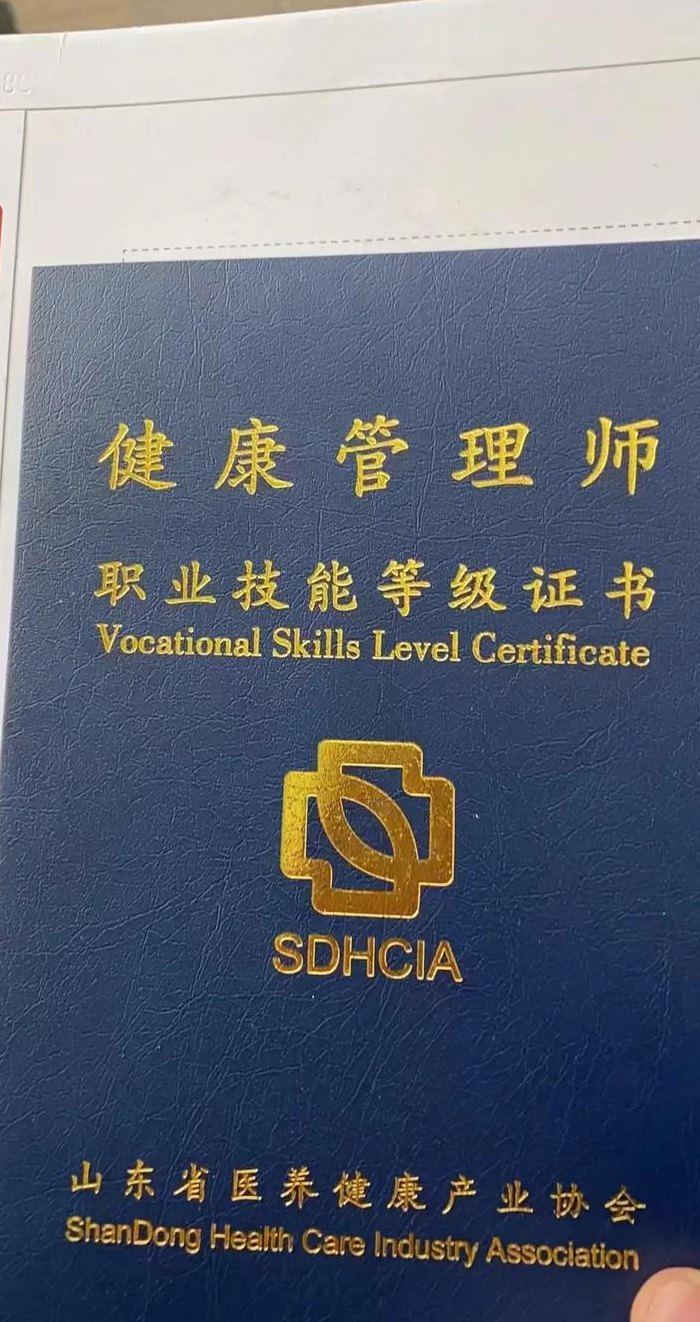 健康管理师
职业技能等级证书
Vocational Skills Level Certificate
SDHCIA
山东省医养健康产业协会
ShanDong Health Care Industry Association